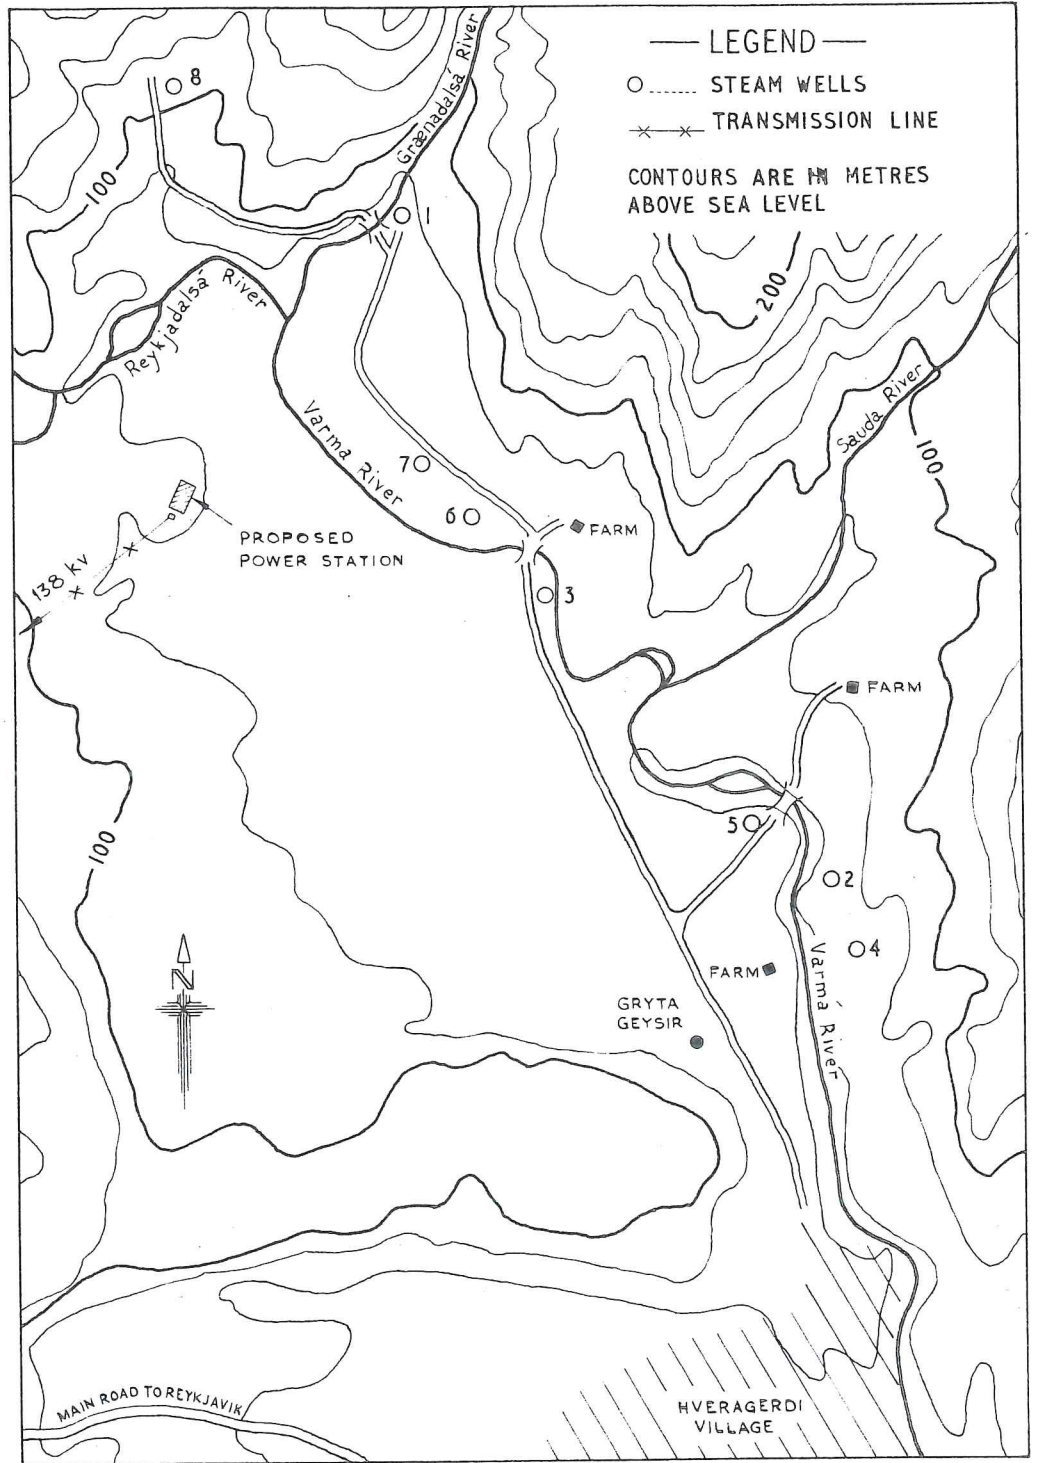 LEGEND
STEAM WELLS
TRANSMISSION LINE
CONTOURS ARE IN METRES
ABOVE SEA LEVEL
8
Grænadalsá River
100
1
200
Reykjadalsá River
Sauda River
100
Varma River
7
6
FARM
PROPOSED
POWER STATION
138 KV
3
FARM
5
2
100
4
N
FARM
Varmá River
GRYTA
GEYSIR
MAIN ROAD TO REYKJAVIK
HVERAGERDI
VILLAGE